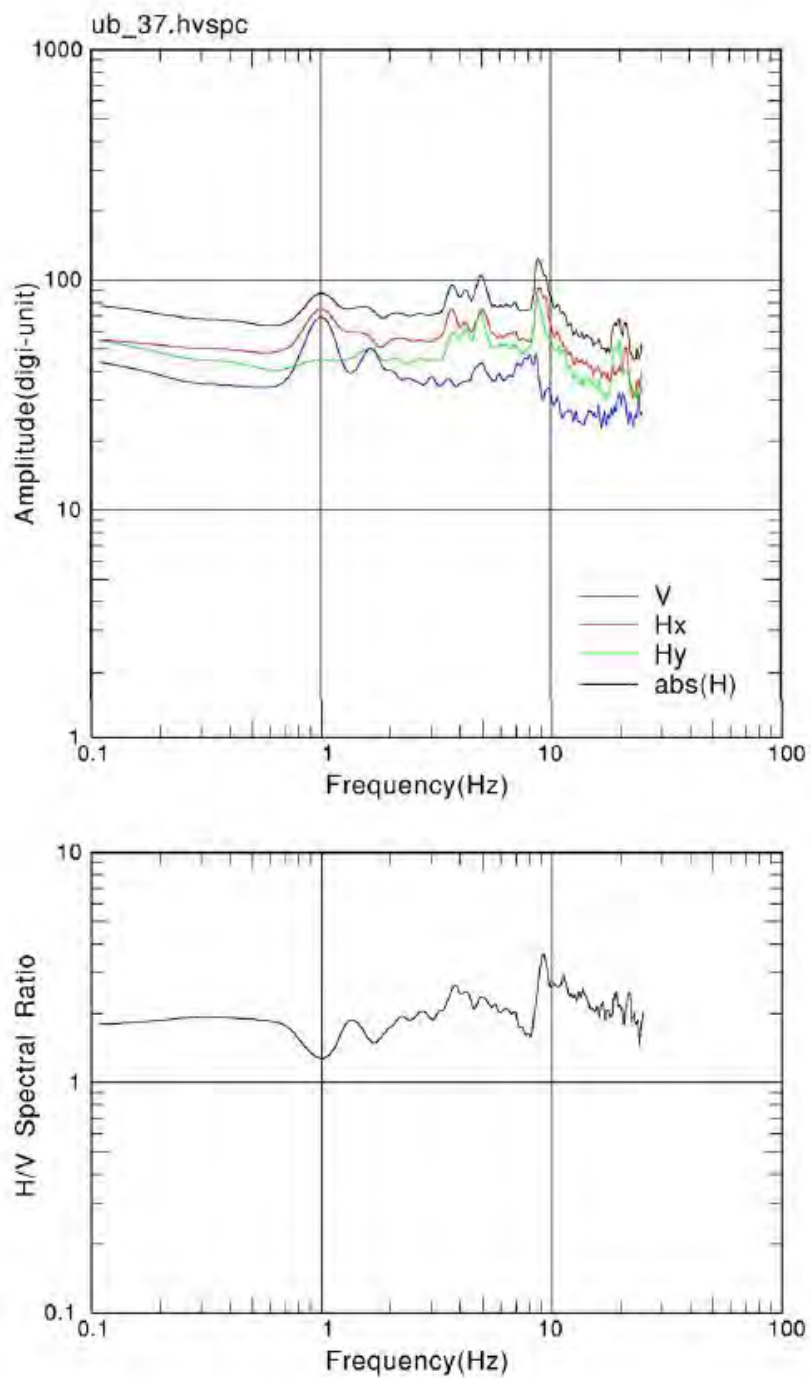 ub_37.hvspc
1000
100
10
1
Amplitude(digi-unit)
V
Hx
Hy
abs(H)
0.1 1 10 100
Frequency(Hz)
10
1
0.1
H/V Spectral Ratio
0.1 1 10 100
Frequency(Hz)